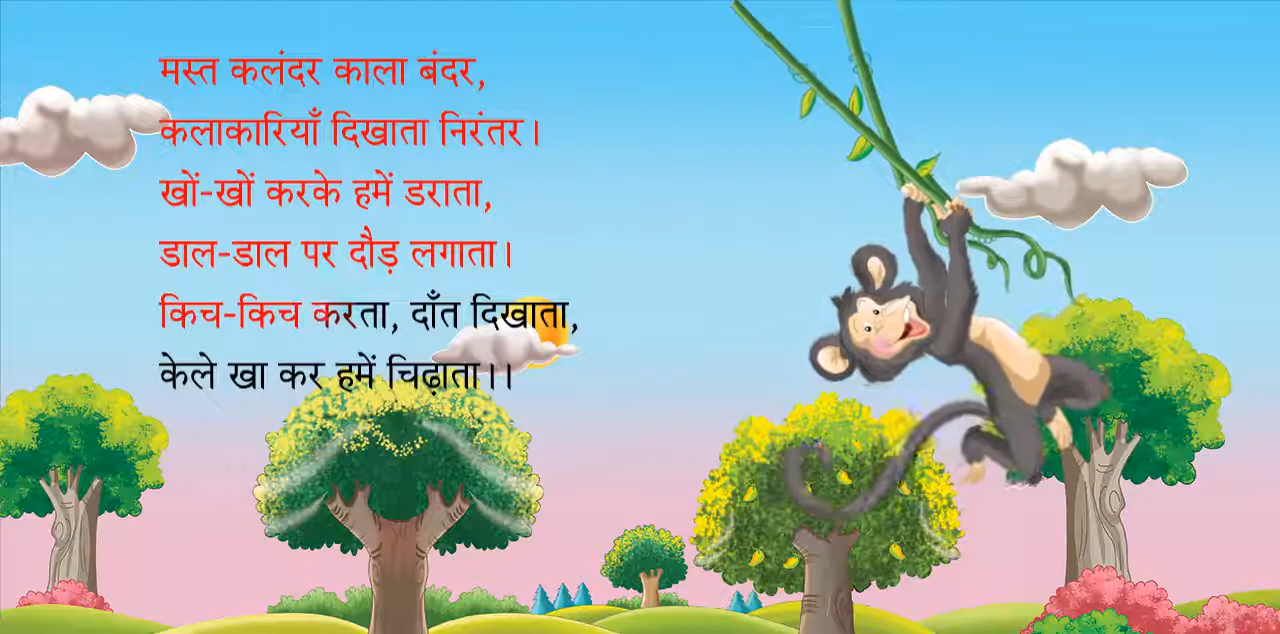 मस्त कलंदर काला बंदर,
कलाकारियाँ दिखाता निरंतर।
खों-खों करके हमें डराता,
डाल-डाल पर दौड़ लगाता।
किच-किच करता, दाँत दिखाता,
केले खा कर हमें चिढ़ाता।।